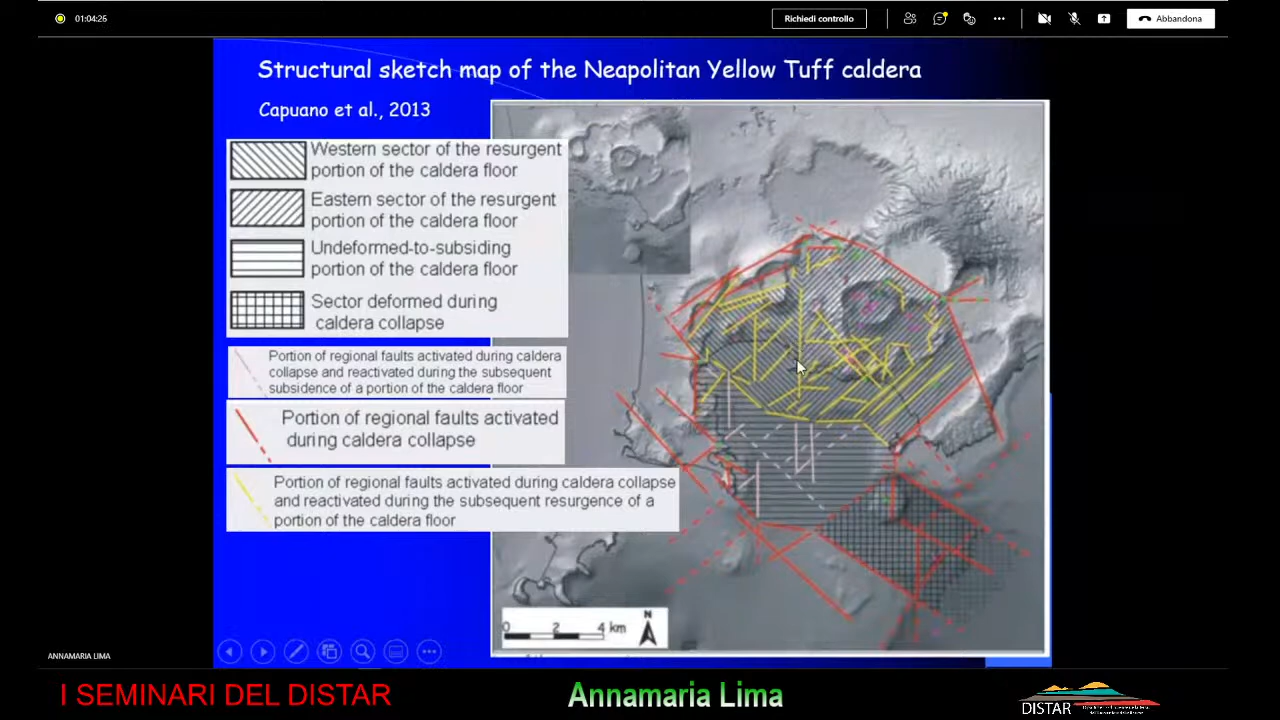 01:04:25
Richiedi controllo
Abbandona
Structural sketch map of the Neapolitan Yellow Tuff caldera
Capuano et al., 2013
Western sector of the resurgent
portion of the caldera floor
Eastern sector of the resurgent
portion of the caldera floor
Undeformed-to-subsiding
portion of the caldera floor
Sector deformed during
caldera collapse
Portion of regional faults activated during caldera
collapse and reactivated during the subsequent
subsidence of a portion of the caldera floor
Portion of regional faults activated
during caldera collapse
Portion of regional faults activated during caldera collapse
and reactivated during the subsequent resurgence of a
portion of the caldera floor
0 2 4 km
N
ANNAMARIA LIMA
I SEMINARI DEL DISTAR
Annamaria Lima
DISTAR